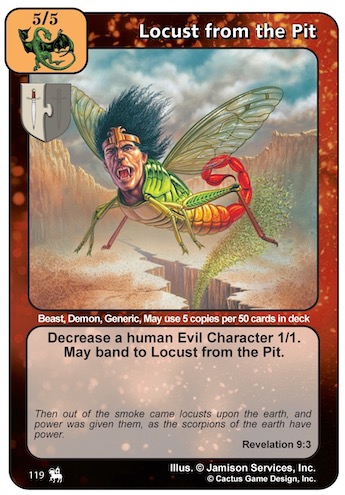 5/5
Locust from the Pit
Beast, Demon, Generic, May use 5 copies per 50 cards in deck
Decrease a human Evil Character 1/1.
May band to Locust from the Pit.
Then out of the smoke came locusts upon the earth, and
power was given them, as the scorpions of the earth have
power.
Revelation 9:3
119
Illus. © Jamison Services, Inc.
© Cactus Game Design, Inc.